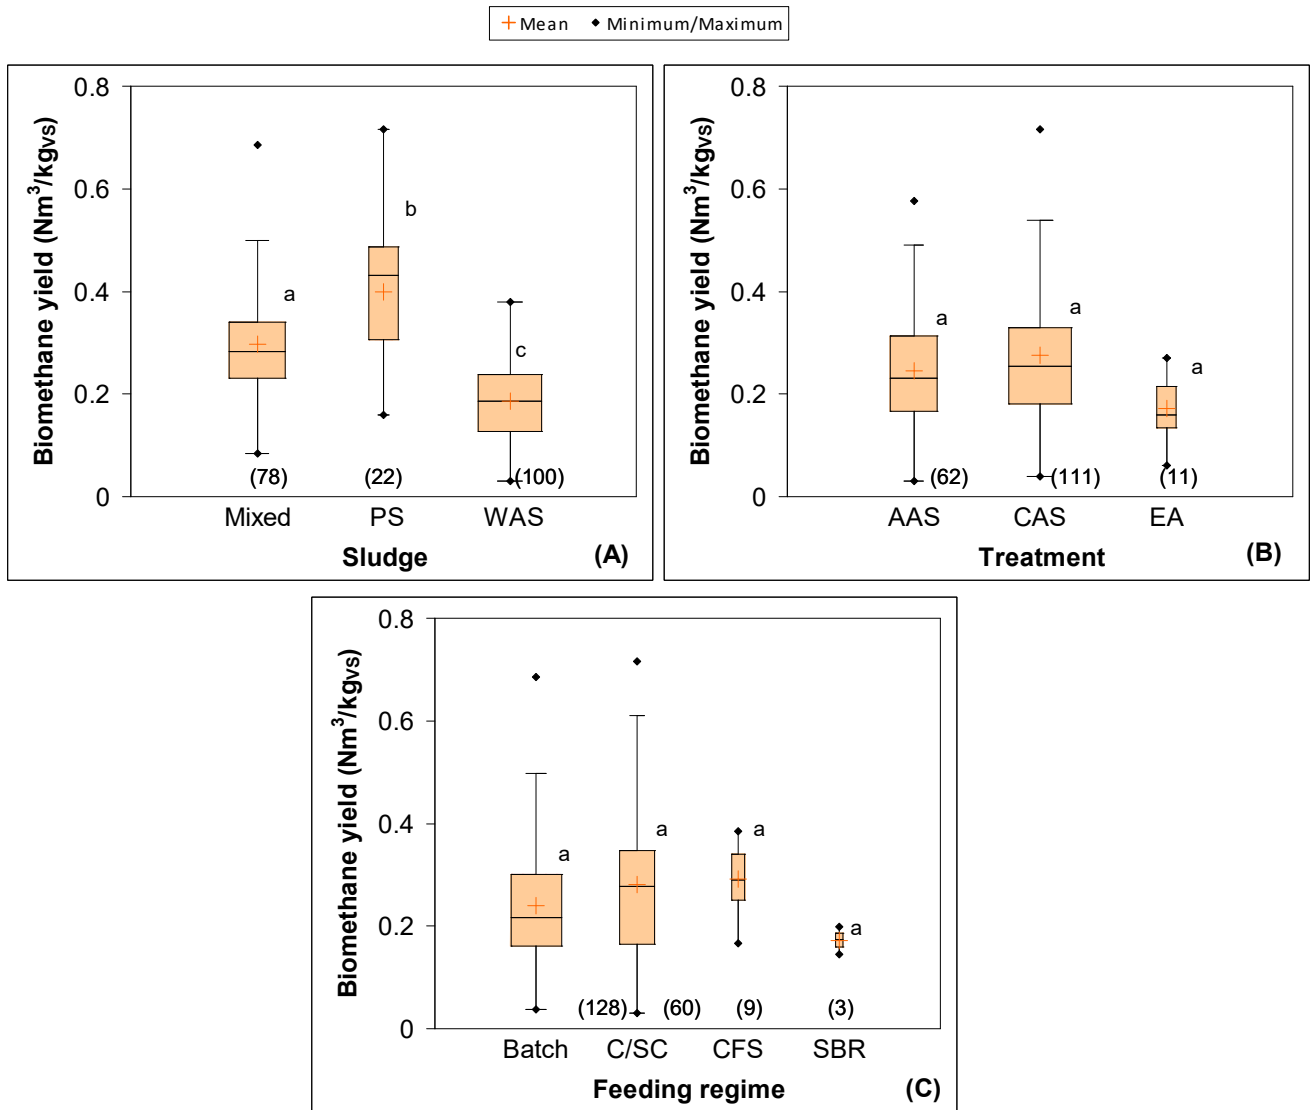 Mean Minimum/Maximum
Biomethane yield (Nm³/kgvs)
0.8
0.6
0.4
0.2
0
a
b
c
(78) (22) (100)
Mixed PS WAS
Sludge
(A)
Biomethane yield (Nm³/kgvs)
0.8
0.6
0.4
0.2
0
a a a
(62) (111) (11)
AAS CAS EA
Treatment
(B)
Biomethane yield (Nm³/kgvs)
0.8
0.6
0.4
0.2
0
a a a a
(128) (60) (9) (3)
Batch C/SC CFS SBR
Feeding regime
(C)